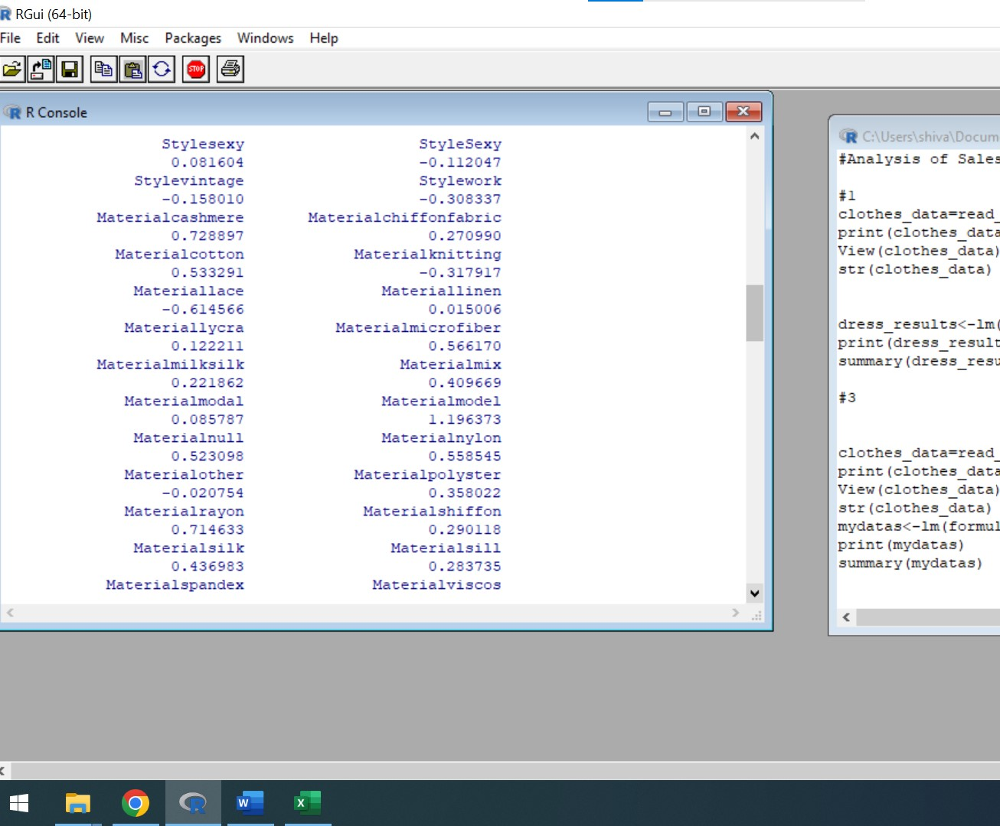 RGui (64-bit)
File Edit View Misc Packages Windows Help
STOP
R Console
Stylesexy StyleSexy
0.081604 -0.112047
Stylevintage Stylework
-0.158010 -0.308337
Materialcashmere Materialchiffonfabric
0.728897 0.270990
Materialcotton Materialknitting
0.533291 -0.317917
Materiallace Materiallinen
-0.614566 0.015006
Materiallycra Materialmicrofiber
0.122211 0.566170
Materialmilksilk Materialmix
0.221862 0.409669
Materialmodal Materialmodel
0.085787 1.196373
Materialnull Materialnylon
0.523098 0.558545
Materialother Materialpolyster
-0.020754 0.358022
Materialrayon Materialshiffon
0.714633 0.290118
Materialsilk Materialsill
0.436983 0.283735
Materialspandex Materialviscos
C:\Users\shiva\Docum
#Analysis of Sales
#1
clothes_data=read_
print(clothes_data
View(clothes_data)
str(clothes_data)
dress_results<-lm(
print(dress_result
summary(dress_resu
#3
clothes_data=read_
print(clothes_data
View(clothes_data)
str(clothes_data)
mydatas<-lm(formul
print(mydatas)
summary(mydatas)